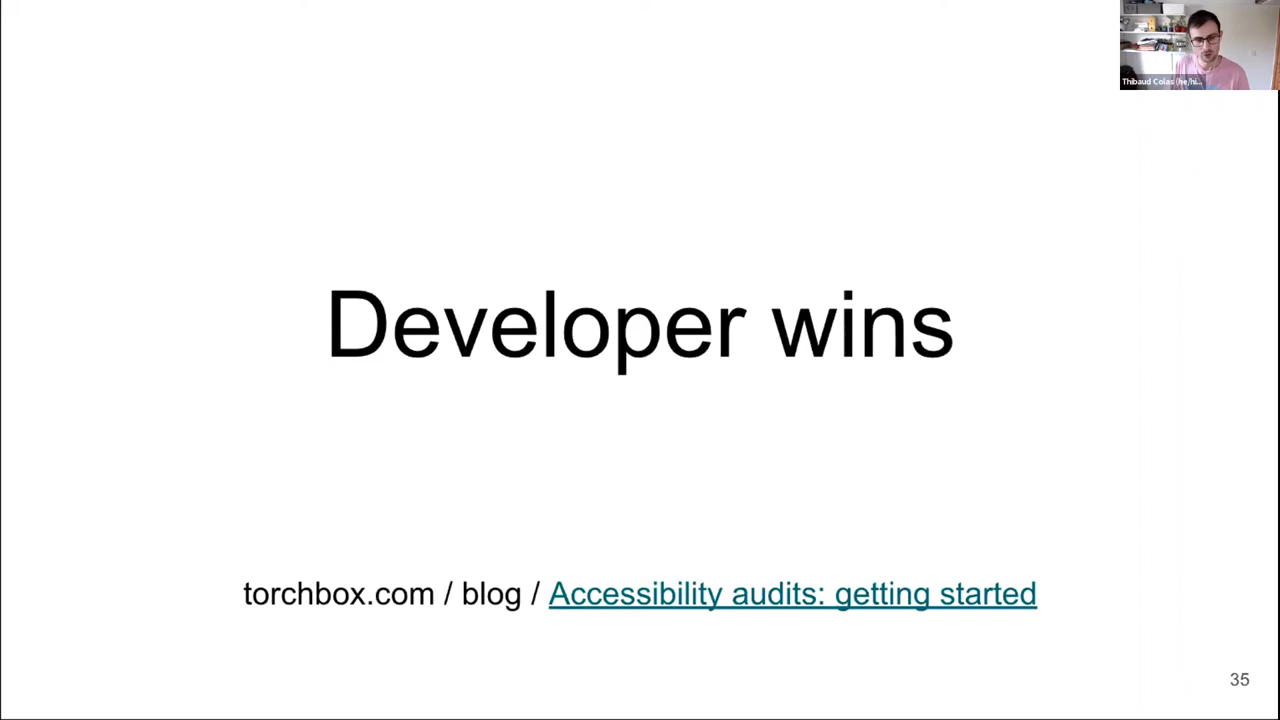 Thibaud Colas (he/hi...
Developer wins
torchbox.com / blog / Accessibility audits: getting started
35